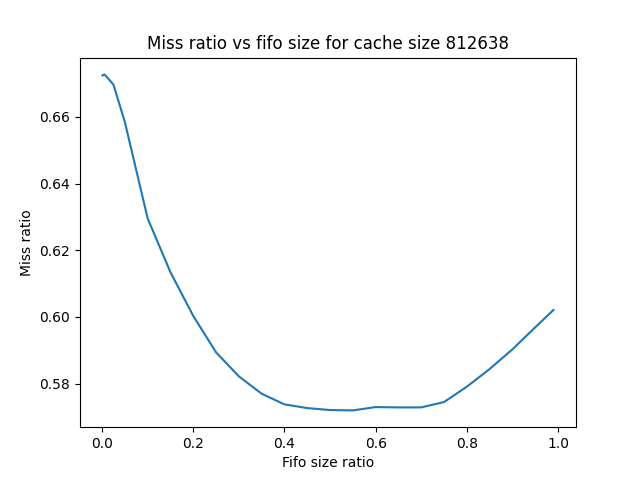 Miss ratio vs fifo size for cache size 812638
0.66
0.64
0.62
0.60
0.58
Miss ratio
0.0 0.2 0.4 0.6 0.8 1.0
Fifo size ratio